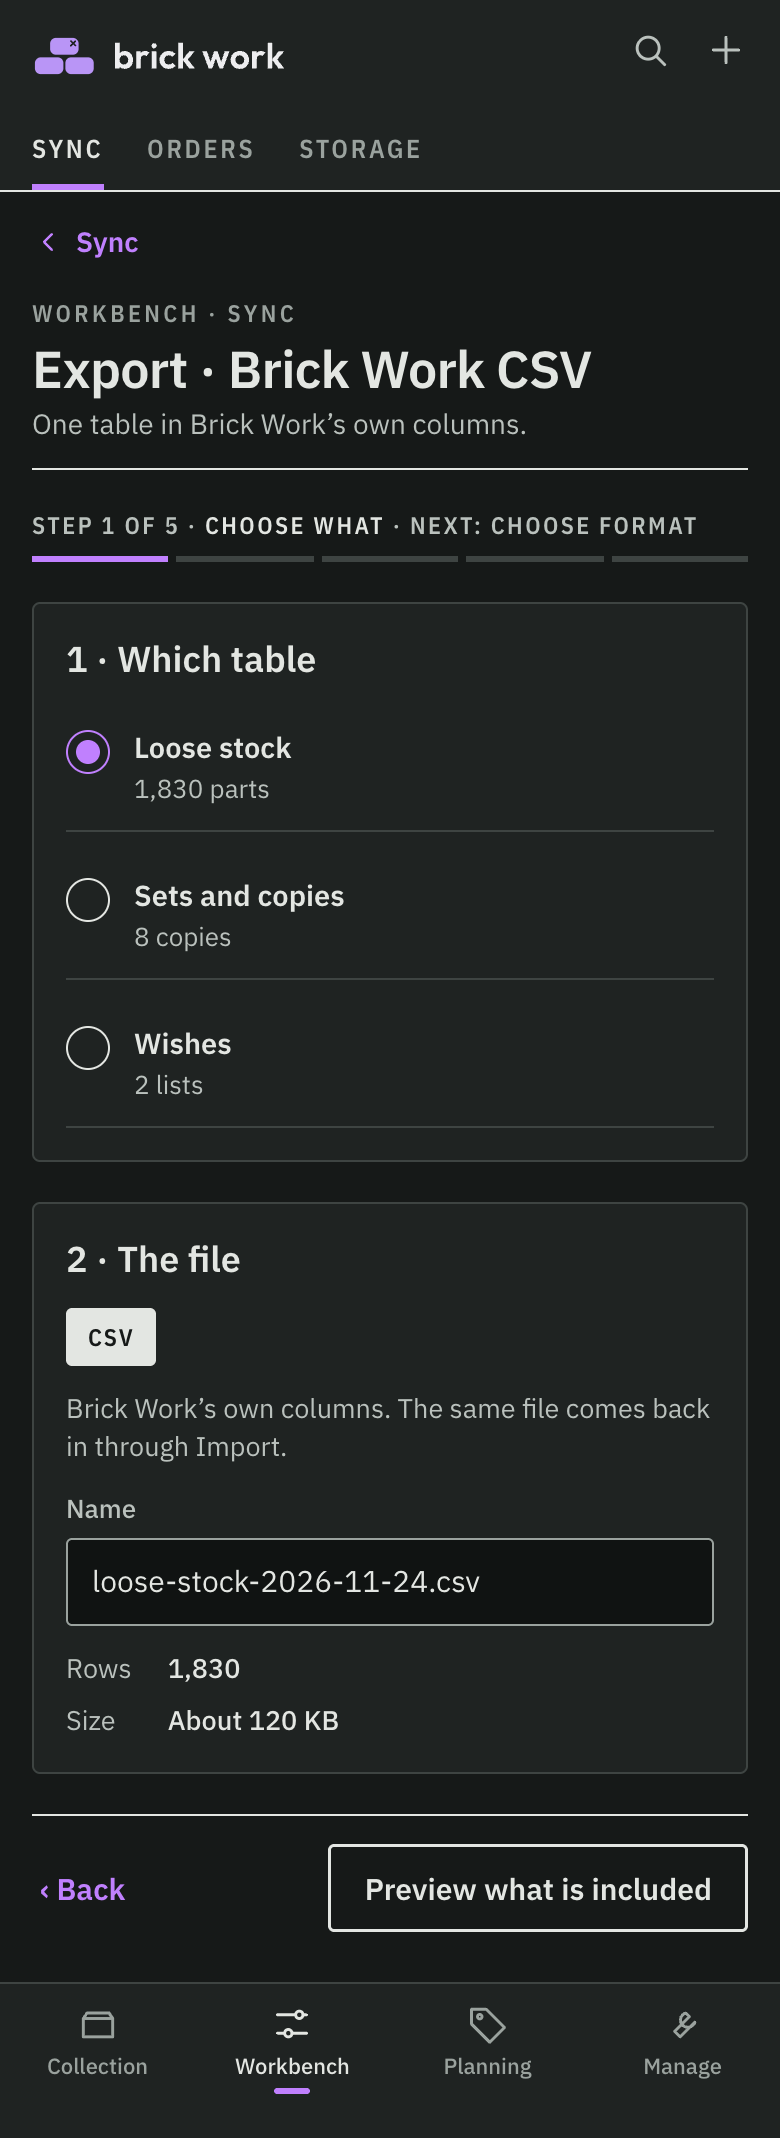 brick work
SYNC ORDERS STORAGE
Sync
WORKBENCH · SYNC
Export · Brick Work CSV
One table in Brick Work’s own columns.
STEP 1 OF 5 · CHOOSE WHAT · NEXT: CHOOSE FORMAT
1 · Which table
Loose stock
1,830 parts
Sets and copies
8 copies
Wishes
2 lists
2 · The file
CSV
Brick Work’s own columns. The same file comes back
in through Import.
Name
loose-stock-2026-11-24.csv
Rows 1,830
Size About 120 KB
‹ Back Preview what is included
Collection Workbench Planning Manage